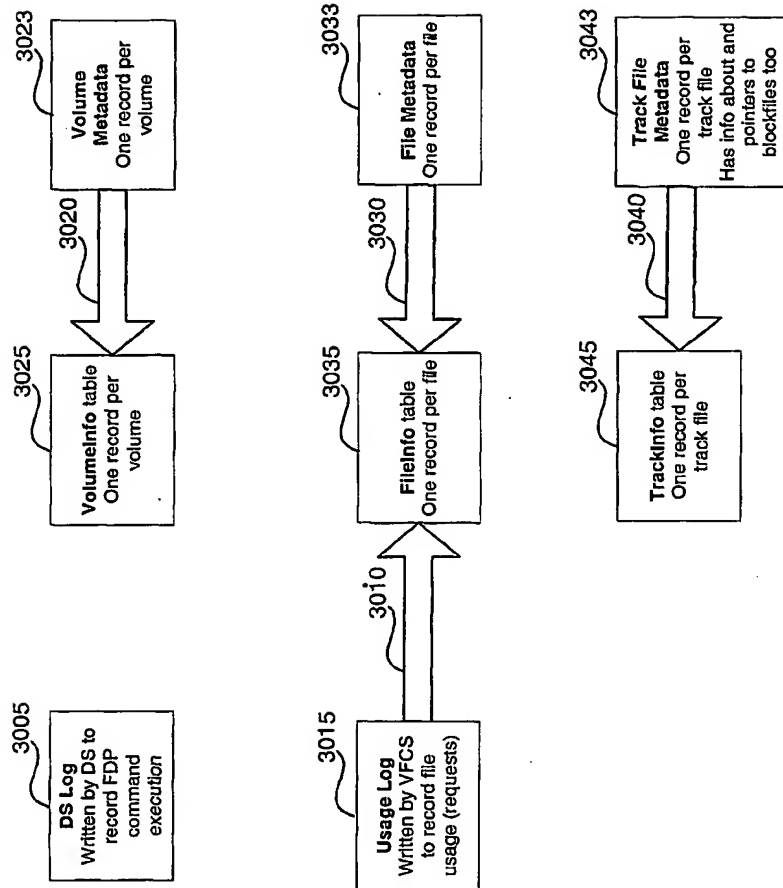 3005
DS Log
Written by DS to
record FDP
command
execution
3025
VolumeInfo table
One record per
volume
3020
3023
Volume
Metadata
One record per
volume
3015
Usage Log
Written by VFCS
to record file
usage (requests)
3010
3035
FileInfo table
One record per file
3030
3033
File Metadata
One record per file
3045
TrackInfo table
One record per
track file
3040
3043
Track File
Metadata
One record per
track file
Has info about and
pointers to
blockfiles too